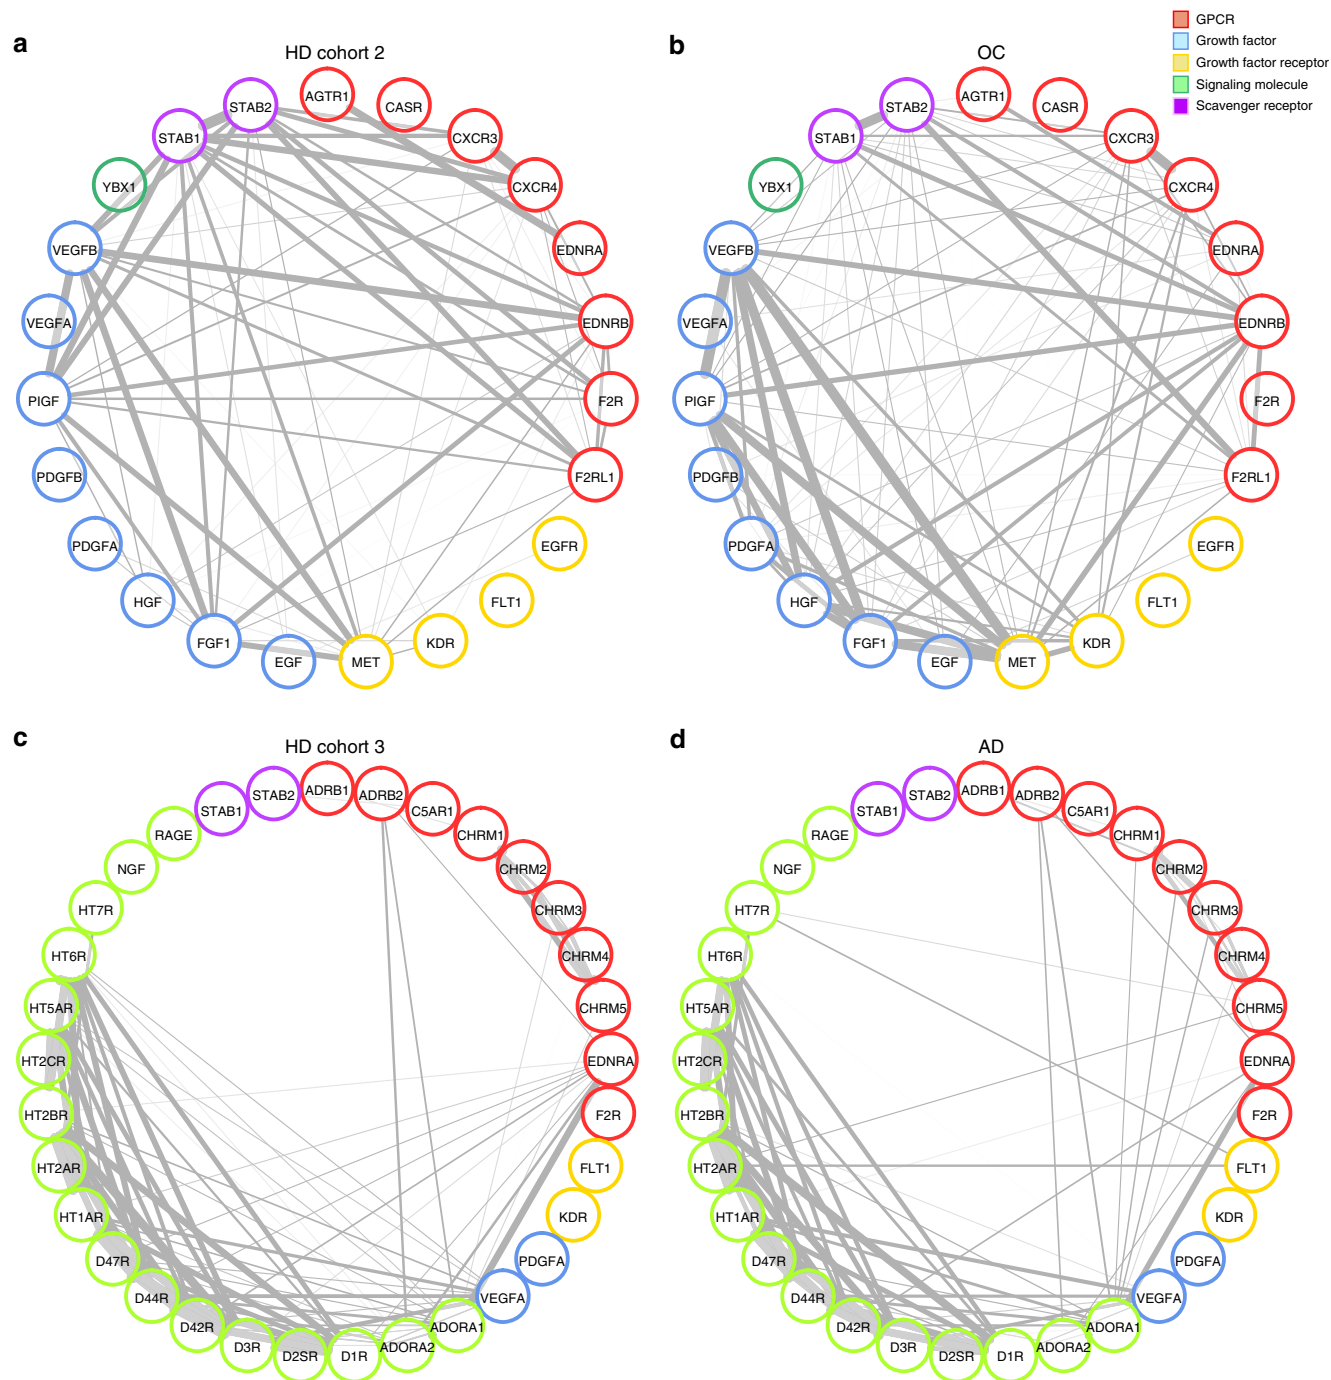 GPCR
Growth factor
Growth factor receptor
Signaling molecule
Scavenger receptor
a
HD cohort 2
STAB2
AGTR1
CASR
STAB1
CXCR3
YBX1
CXCR4
VEGFB
EDNRA
VEGFA
EDNRB
PIGF
F2R
PDGFB
F2RL1
PDGFA
EGFR
HGF
FLT1
FGF1
KDR
EGF
MET
b
OC
STAB2
AGTR1
CASR
STAB1
CXCR3
YBX1
CXCR4
VEGFB
EDNRA
VEGFA
EDNRB
PIGF
F2R
PDGFB
F2RL1
PDGFA
EGFR
HGF
FLT1
FGF1
KDR
EGF
MET
c
HD cohort 3
STAB1
STAB2
ADRB1
ADRB2
C5AR1
RAGE
CHRM1
NGF
CHRM2
HT7R
CHRM3
HT6R
CHRM4
HT5AR
CHRM5
HT2CR
EDNRA
HT2BR
F2R
HT2AR
FLT1
HT1AR
KDR
D47R
PDGFA
D44R
VEGFA
D42R
ADORA1
D3R
D2SR
D1R
ADORA2
d
AD
STAB1
STAB2
ADRB1
ADRB2
C5AR1
RAGE
CHRM1
NGF
CHRM2
HT7R
CHRM3
HT6R
CHRM4
HT5AR
CHRM5
HT2CR
EDNRA
HT2BR
F2R
HT2AR
FLT1
HT1AR
KDR
D47R
PDGFA
D44R
VEGFA
D42R
ADORA1
D3R
D2SR
D1R
ADORA2